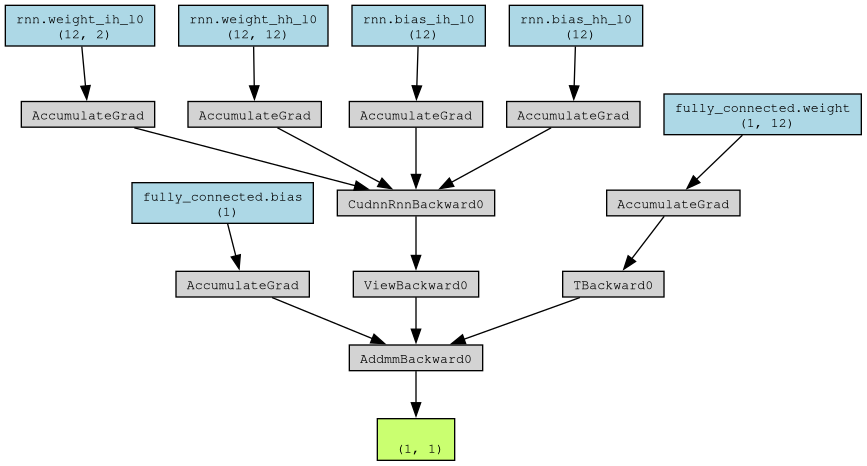 rnn.weight_ih_l0
(12, 2)
rnn.weight_hh_l0
(12, 12)
rnn.bias_ih_l0
(12)
rnn.bias_hh_l0
(12)
AccumulateGrad
AccumulateGrad
AccumulateGrad
AccumulateGrad
fully_connected.weight
(1, 12)
fully_connected.bias
(1)
CudnnRnnBackward0
AccumulateGrad
AccumulateGrad
ViewBackward0
TBackward0
AddmmBackward0
(1, 1)